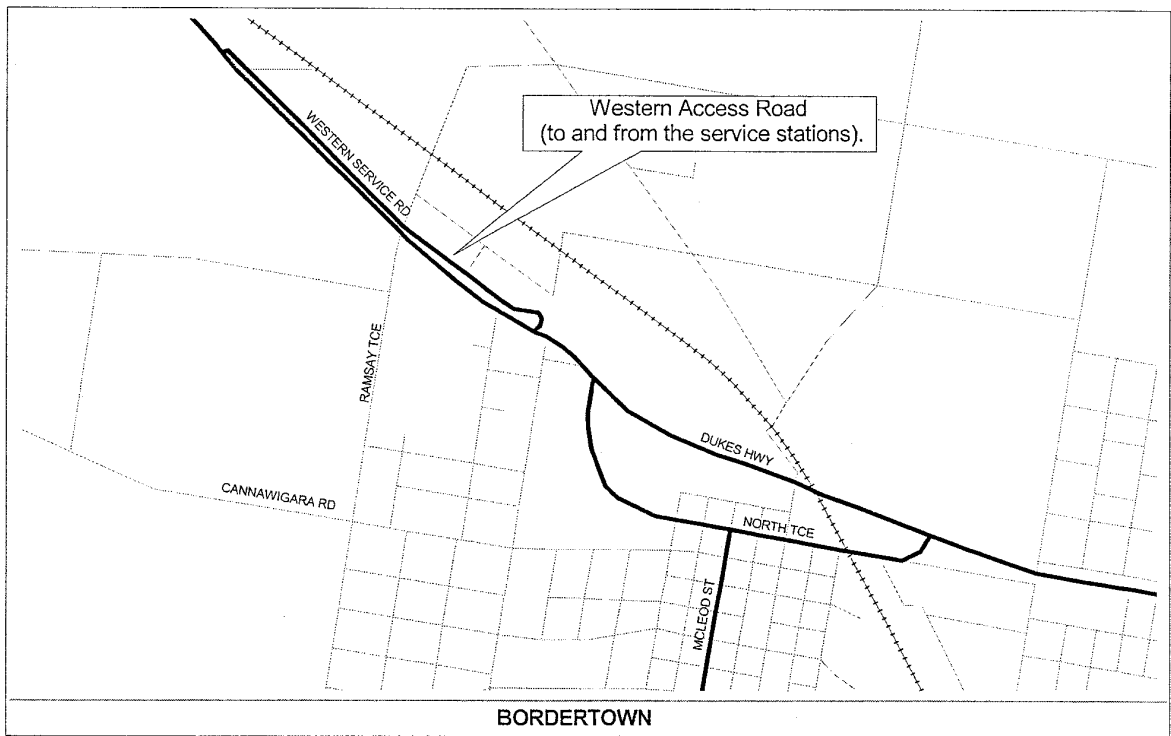 Western Access Road
(to and from the service stations).
WESTERN SERVICE RD
RAMSAY TCE
DUKES HWY
CANNAWIGARA RD
NORTH TCE
MCLEOD ST
BORDERTOWN